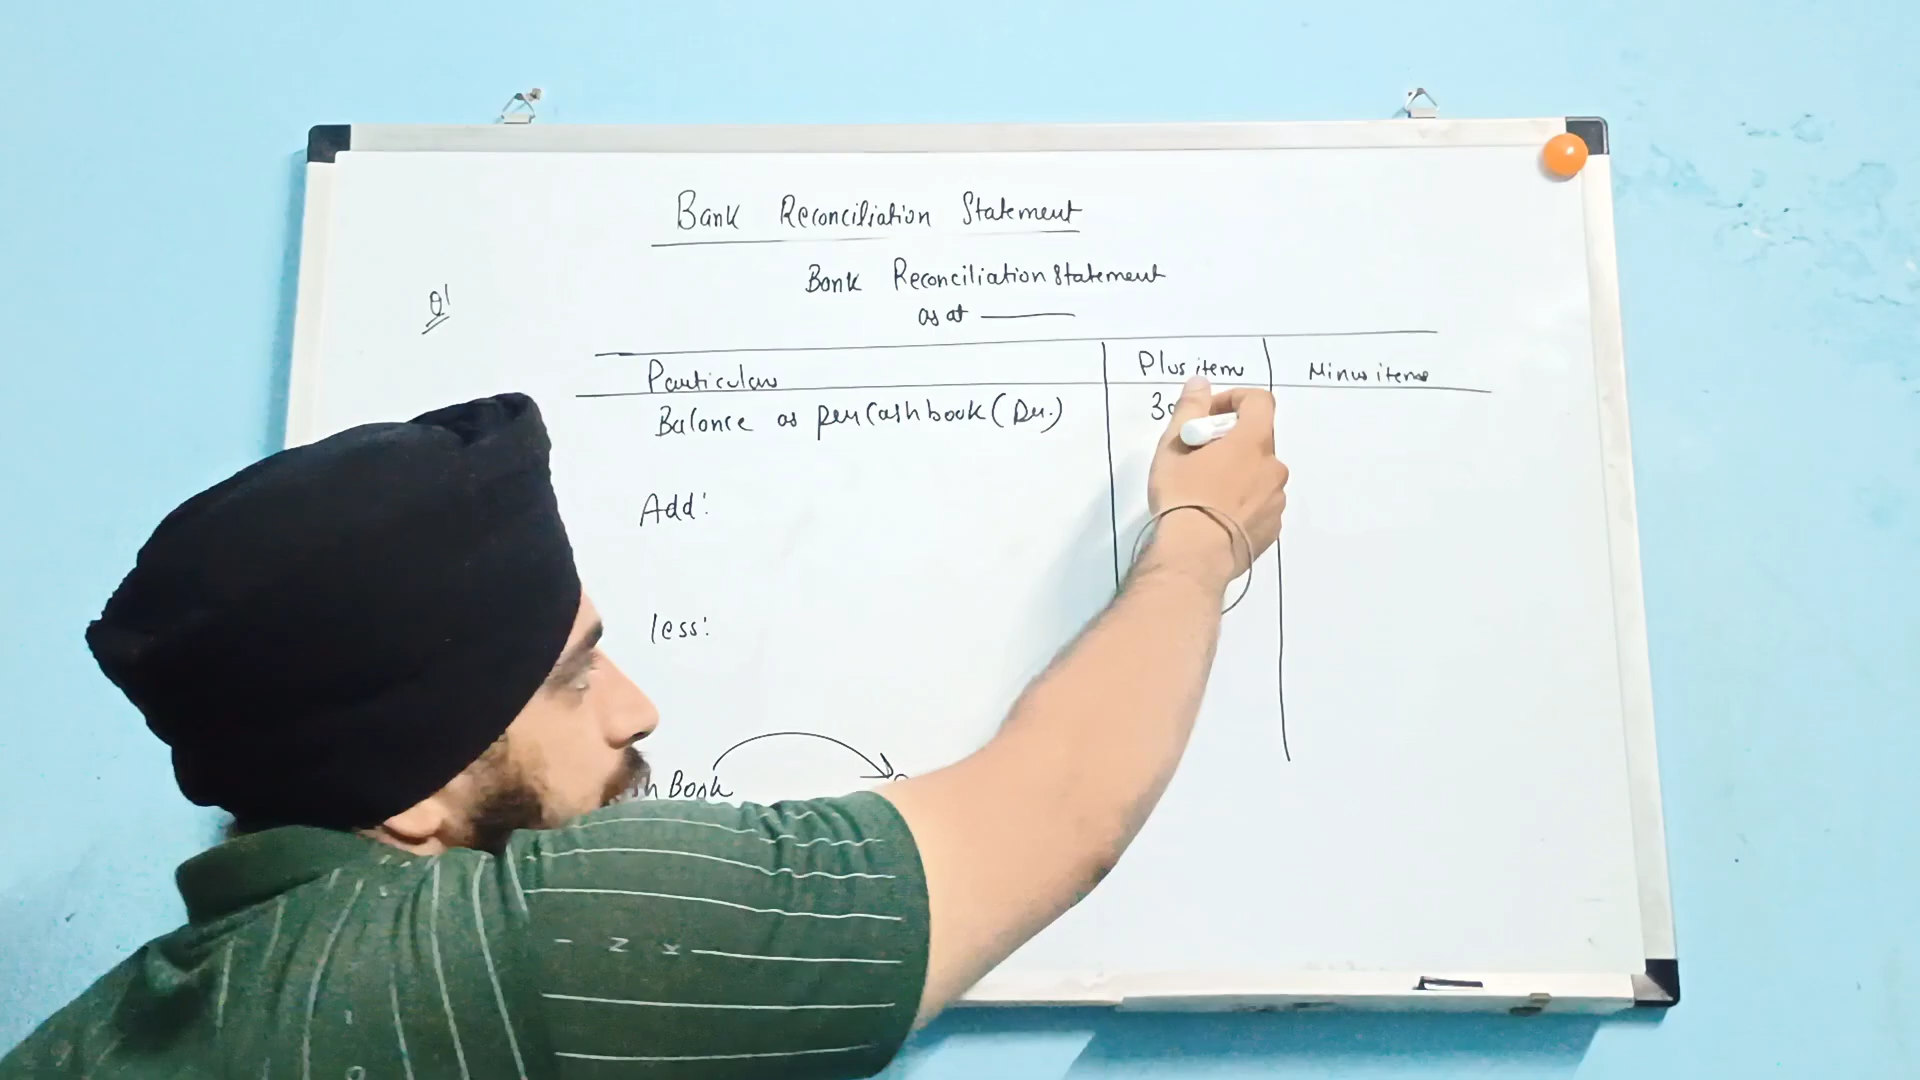 Bank Reconciliation Statement
Bank Reconciliation Statement
as at
Q1
Particulars Plus items Minus items
Balance as per Cash book (Dr.)
Add:
less:
Book